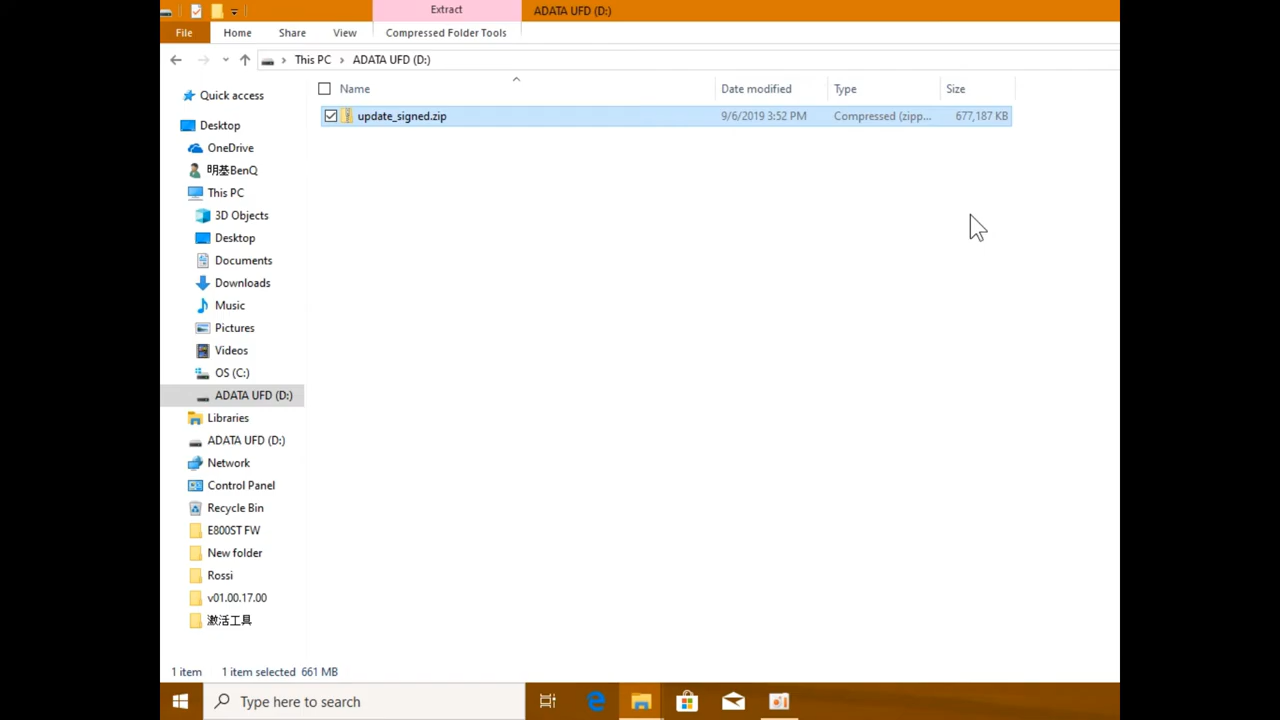 Extract
ADATA UFD (D:)
File
Home
Share
View
Compressed Folder Tools
This PC
ADATA UFD (D:)
Name
Date modified
Type
Size
update_signed.zip
9/6/2019 3:52 PM
Compressed (zipp...
677,187 KB
Quick access
Desktop
OneDrive
明基BenQ
This PC
3D Objects
Desktop
Documents
Downloads
Music
Pictures
Videos
OS (C:)
ADATA UFD (D:)
Libraries
ADATA UFD (D:)
Network
Control Panel
Recycle Bin
E800ST FW
New folder
Rossi
v01.00.17.00
激活工具
1 item
1 item selected 661 MB
Type here to search